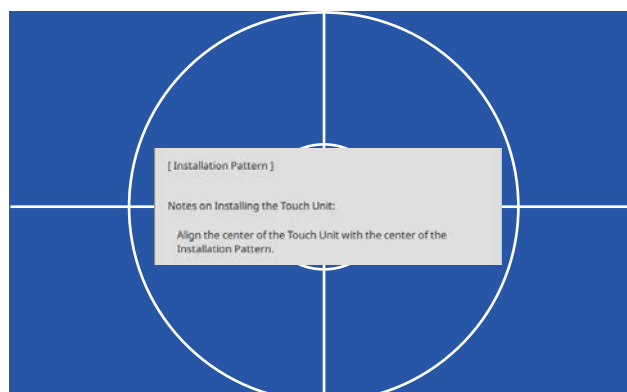 [ Installation Pattern ]
Notes on Installing the Touch Unit:
Align the center of the Touch Unit with the center of the
Installation Pattern.